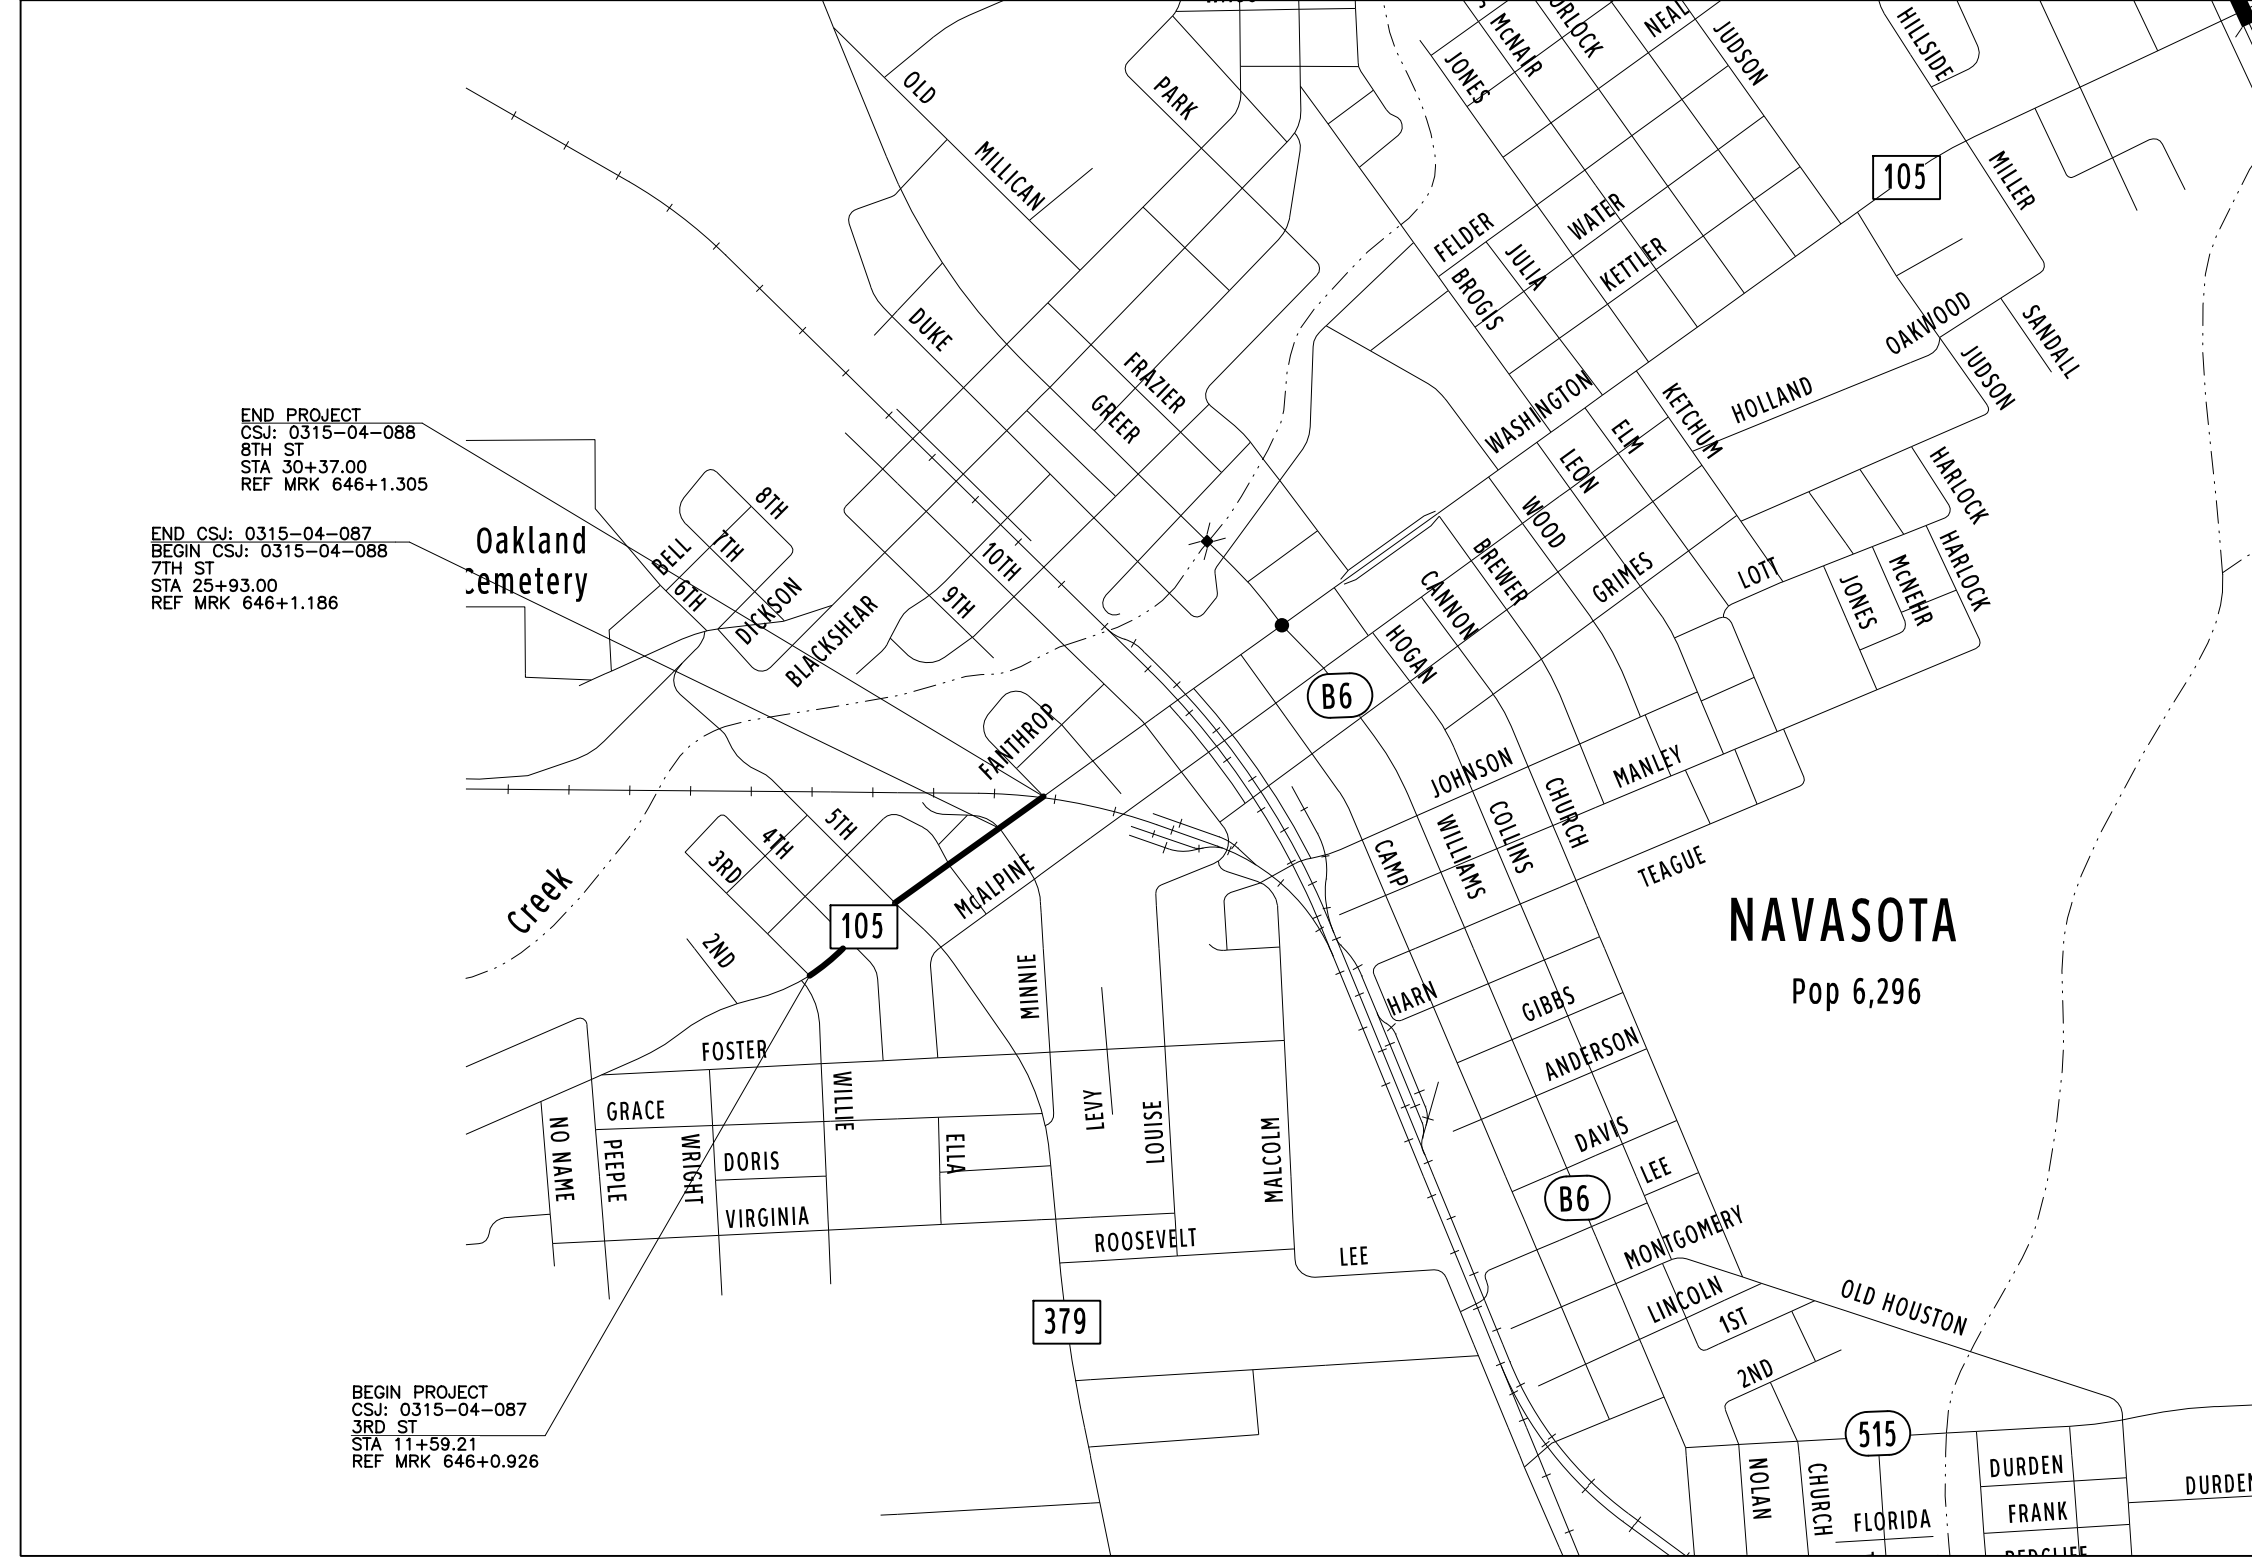 OLD
PARK
McNAIR
NEAL
JUDSON
HILLSIDE
JONES
MILLICAN
105
MILLER
FELDER
WATER
JULIA
KETTLER
BROGIS
DUKE
OAKWOOD
SANDALL
FRAZIER
GREER
WASHINGTON
KETCHUM
HOLLAND
JUDSON
END PROJECT
CSJ: 0315-04-088
8TH ST
STA 30+37.00
REF MRK 646+1.305
ELM
LEON
HARLOCK
8TH
WOOD
END CSJ: 0315-04-087
BEGIN CSJ: 0315-04-088
7TH ST
STA 25+93.00
REF MRK 646+1.186
Oakland
Cemetery
BELL
7TH
6TH
DICKSON
BLACKSHEAR
10TH
9TH
CANNON
BREWER
GRIMES
LOTT
JONES
McNEHR
HARLOCK
HOGAN
B6
FANTHROP
JOHNSON
MANLEY
CHURCH
COLLINS
WILLIAMS
CAMP
TEAGUE
5TH
4TH
3RD
McALPINE
Creek
105
2ND
MINNIE
NAVASOTA
Pop 6,296
HARN
GIBBS
ANDERSON
FOSTER
GRACE
WILLIE
LEVY
LOUISE
MALCOLM
NO NAME
PEEPLE
WRIGHT
DORIS
ELLA
DAVIS
LEE
B6
VIRGINIA
ROOSEVELT
LEE
MONTGOMERY
LINCOLN
1ST
OLD HOUSTON
379
2ND
BEGIN PROJECT
CSJ: 0315-04-087
3RD ST
STA 11+59.21
REF MRK 646+0.926
515
NOLAN
CHURCH
FLORIDA
DURDEN
FRANK
DURDEN